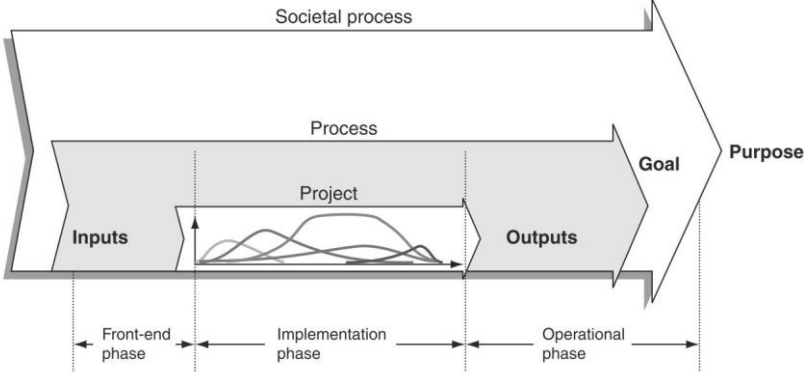 Societal process
Process
Goal
Purpose
Project
Inputs
Outputs
Front-end
phase
Implementation
phase
Operational
phase